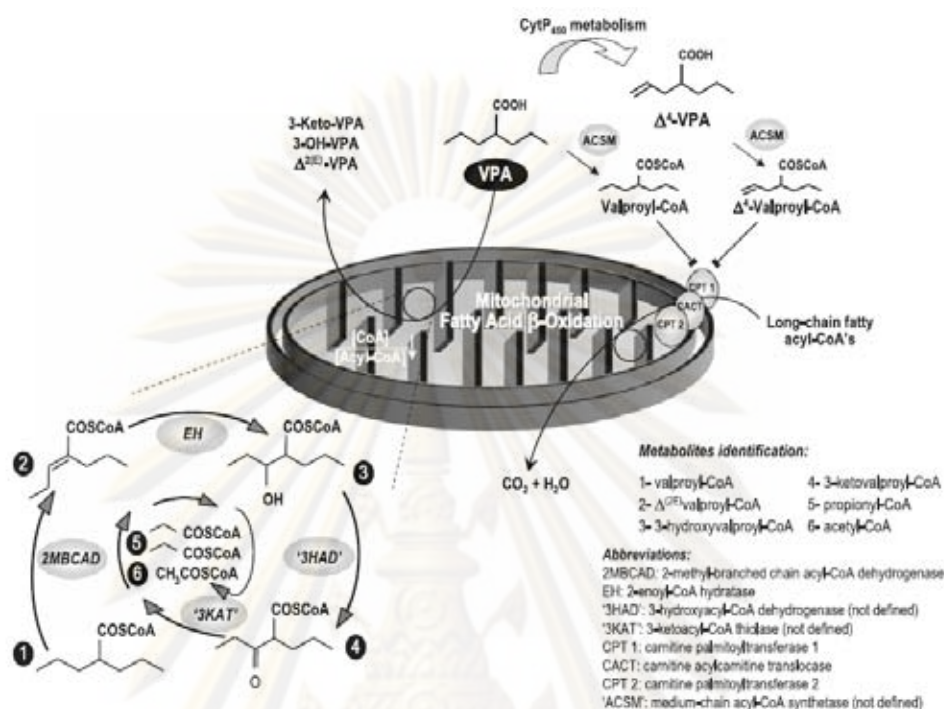 CytP450 metabolism
COOH
Δ4-VPA
COOH
VPA
3-Keto-VPA
3-OH-VPA
Δ2(E)-VPA
ACSM
ACSM
COSCoA
Valproyl-CoA
COSCoA
Δ4-Valproyl-CoA
CPT 1
CACT
CPT 2
Mitochondrial
Fatty Acid β-Oxidation
[CoA]
[Acyl-CoA]
Long-chain fatty
acyl-CoA's
CO2 + H2O
2
COSCoA
EH
COSCoA
OH
3
2MBCAD
5
COSCoA
COSCoA
6
CH3COSCoA
'3HAD'
'3KAT'
1
COSCoA
COSCoA
O
4
Metabolites identification:
1- valproyl-CoA
2- Δ(2E)valproyl-CoA
3- 3-hydroxyvalproyl-CoA
4- 3-ketovalproyl-CoA
5- propionyl-CoA
6- acetyl-CoA
Abbreviations:
2MBCAD: 2-methyl-branched chain acyl-CoA dehydrogenase
EH: 2-enoyl-CoA hydratase
'3HAD': 3-hydroxyacyl-CoA dehydrogenase (not defined)
'3KAT': 3-ketoacyl-CoA thiolase (not defined)
CPT 1: carnitine palmitoyltransferase 1
CACT: carnitine acylcarnitine translocase
CPT 2: carnitine palmitoyltransferase 2
'ACSM': medium-chain acyl-CoA synthetase (not defined)